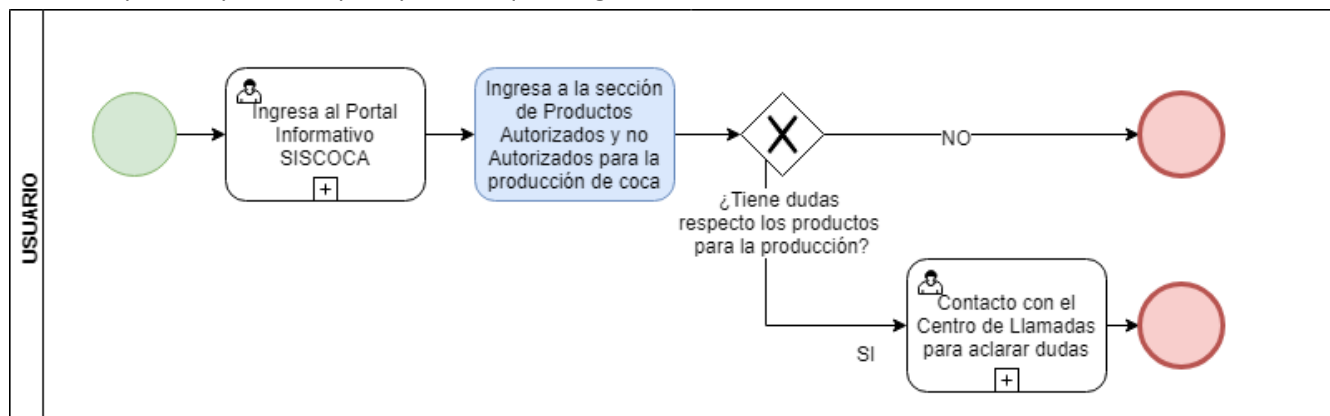 USUARIO
Ingresa al Portal
Informativo
SISCOCA
Ingresa a la sección
de Productos
Autorizados y no
Autorizados para la
producción de coca
NO
¿Tiene dudas
respecto los productos
para la producción?
SI
Contacto con el
Centro de Llamadas
para aclarar dudas